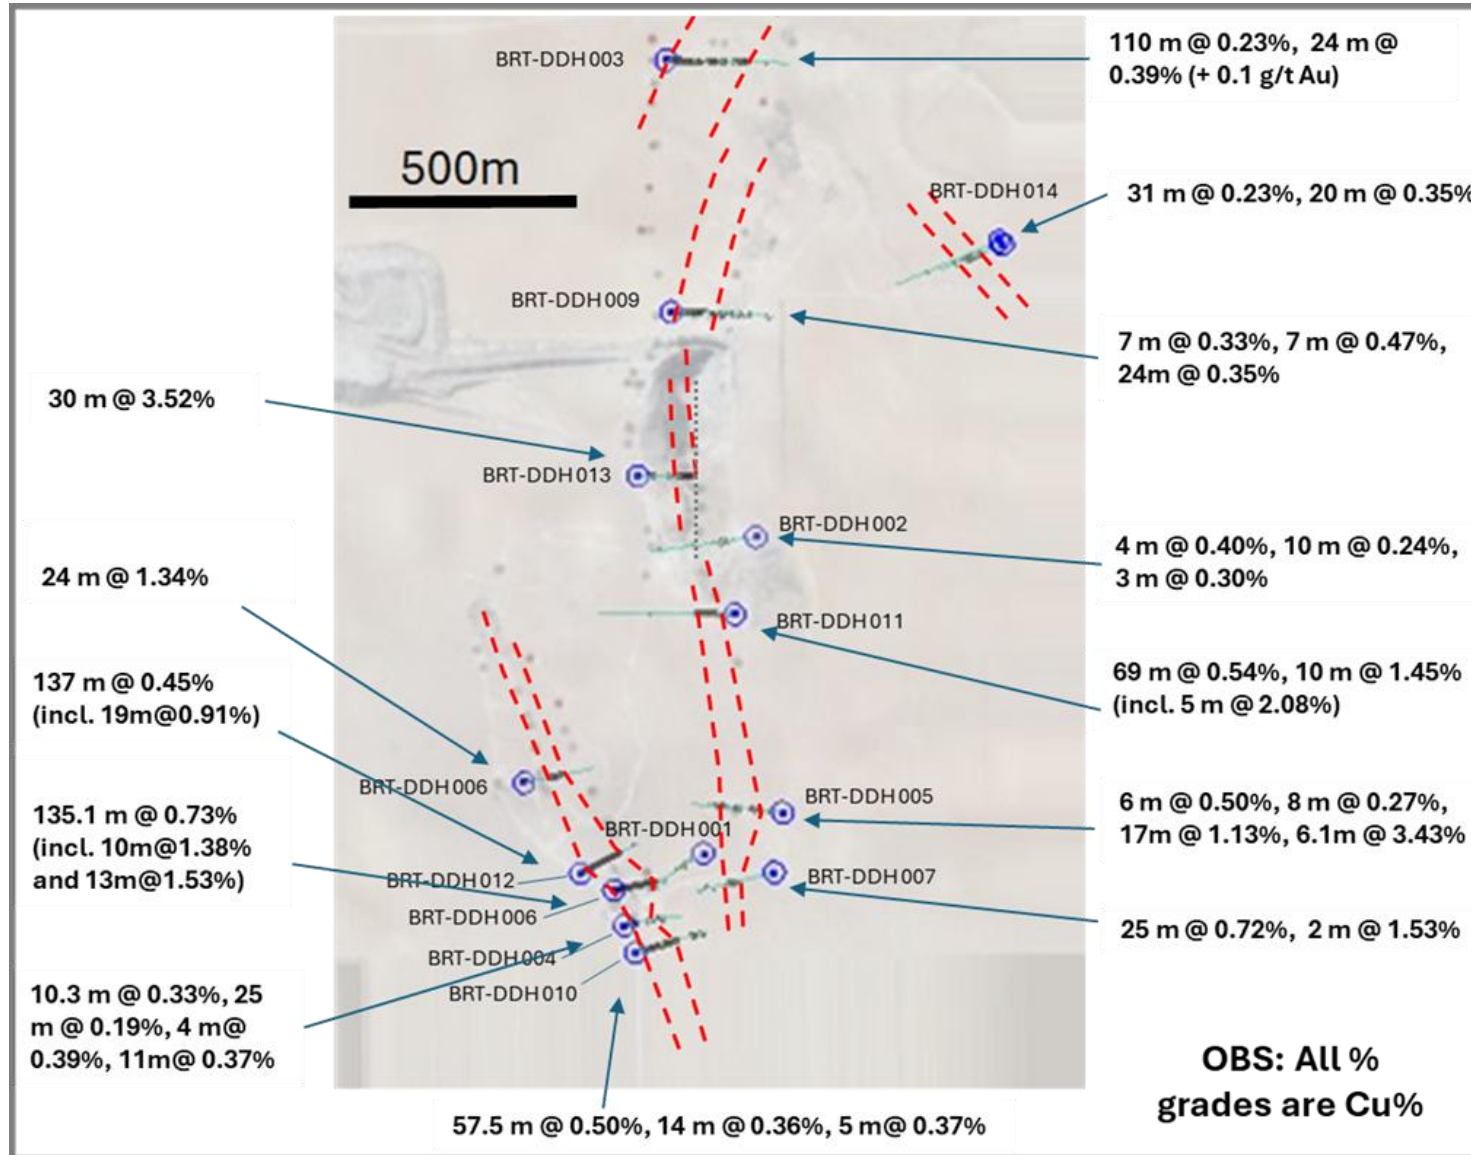 BRT-DDH003
110 m @ 0.23%, 24 m @
0.39% (+ 0.1 g/t Au)
500m
BRT-DDH014
31 m @ 0.23%, 20 m @ 0.35%
BRT-DDH009
7 m @ 0.33%, 7 m @ 0.47%,
24m @ 0.35%
30 m @ 3.52%
BRT-DDH013
BRT-DDH002
4 m @ 0.40%, 10 m @ 0.24%,
3 m @ 0.30%
24 m @ 1.34%
BRT-DDH011
69 m @ 0.54%, 10 m @ 1.45%
(incl. 5 m @ 2.08%)
137 m @ 0.45%
(incl. 19m@0.91%)
BRT-DDH006
BRT-DDH005
6 m @ 0.50%, 8 m @ 0.27%,
17m @ 1.13%, 6.1m @ 3.43%
135.1 m @ 0.73%
(incl. 10m@1.38%
and 13m@1.53%)
BRT-DDH001
BRT-DDH012
BRT-DDH007
BRT-DDH006
25 m @ 0.72%, 2 m @ 1.53%
BRT-DDH004
BRT-DDH010
10.3 m @ 0.33%, 25
m @ 0.19%, 4 m@
0.39%, 11m@ 0.37%
57.5 m @ 0.50%, 14 m @ 0.36%, 5 m@ 0.37%
OBS: All %
grades are Cu%